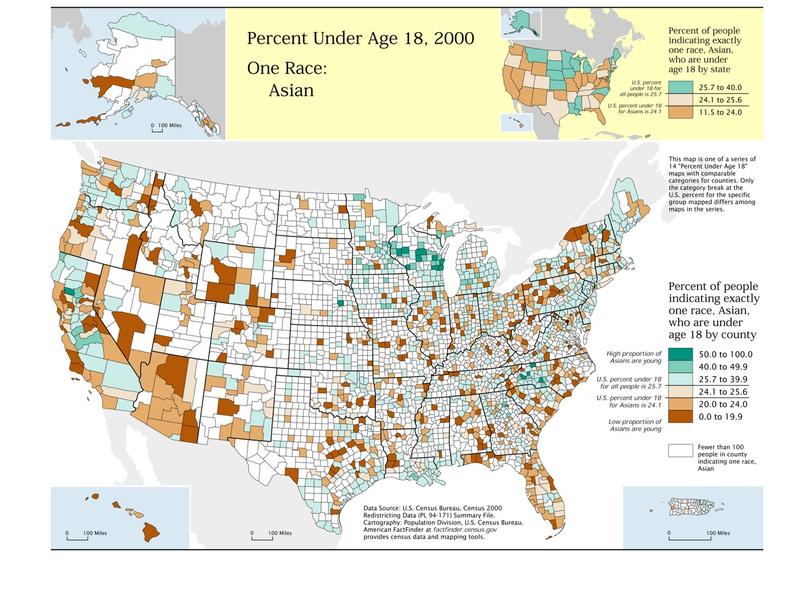 Percent Under Age 18, 2000
One Race:
Asian
0 100 Miles
Percent of people
indicating exactly
one race, Asian,
who are under
age 18 by state
U.S. percent
under 18 for
all people is 25.7
U.S. percent under 18
for Asians is 24.1
25.7 to 40.0
24.1 to 25.6
11.5 to 24.0
This map is one of a series of
14 "Percent Under Age 18"
maps with comparable
categories for counties. Only
the category break at the
U.S. percent for the specific
group mapped differs among
maps in the series.
Percent of people
indicating exactly
one race, Asian,
who are under
age 18 by county
High proportion of
Asians are young
U.S. percent under 18
for all people is 25.7
U.S. percent under 18
for Asians is 24.1
Low proportion of
Asians are young
50.0 to 100.0
40.0 to 49.9
25.7 to 39.9
24.1 to 25.6
20.0 to 24.0
0.0 to 19.9
Fewer than 100
people in county
indicating one race,
Asian
0 100 Miles
0 100 Miles
Data Source: U.S. Census Bureau, Census 2000
Redistricting Data (PL 94-171) Summary File.
Cartography: Population Division, U.S. Census Bureau.
American FactFinder at factfinder.census.gov
provides census data and mapping tools.
0 100 Miles